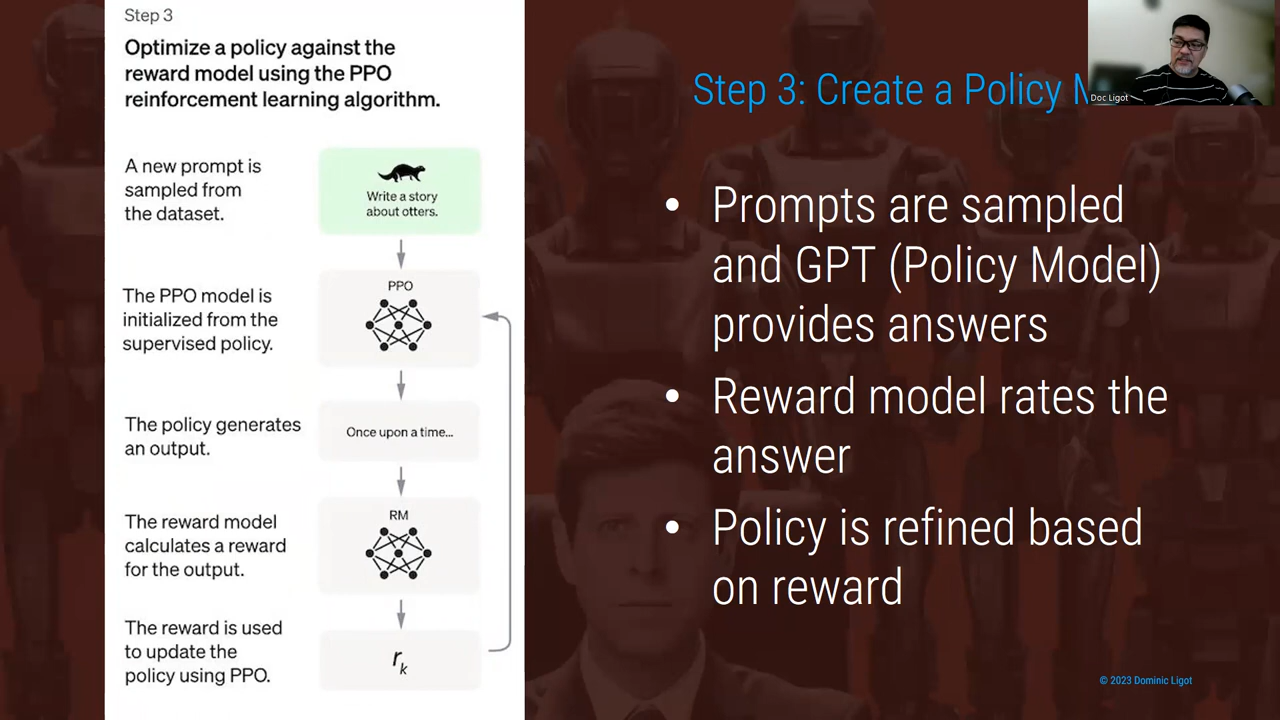 Step 3
Optimize a policy against the
reward model using the PPO
reinforcement learning algorithm.
A new prompt is
sampled from
the dataset.
Write a story
about otters.
The PPO model is
initialized from the
supervised policy.
PPO
The policy generates
an output.
Once upon a time...
The reward model
calculates a reward
for the output.
RM
The reward is used
to update the
policy using PPO.
rk
Step 3: Create a Policy
Doc Ligot
• Prompts are sampled
and GPT (Policy Model)
provides answers
• Reward model rates the
answer
• Policy is refined based
on reward
© 2023 Dominic Ligot